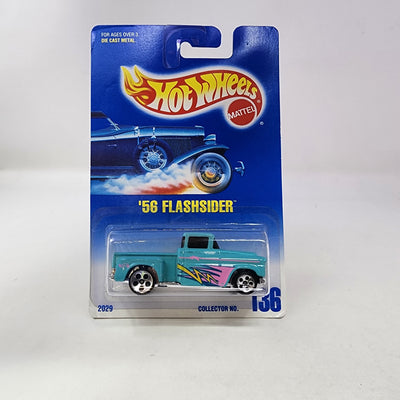 FOR AGES OVER 3
DIE CAST METAL
Hot Wheels
MATTEL
'56 FLASHSIDER
2029
COLLECTOR NO.
136